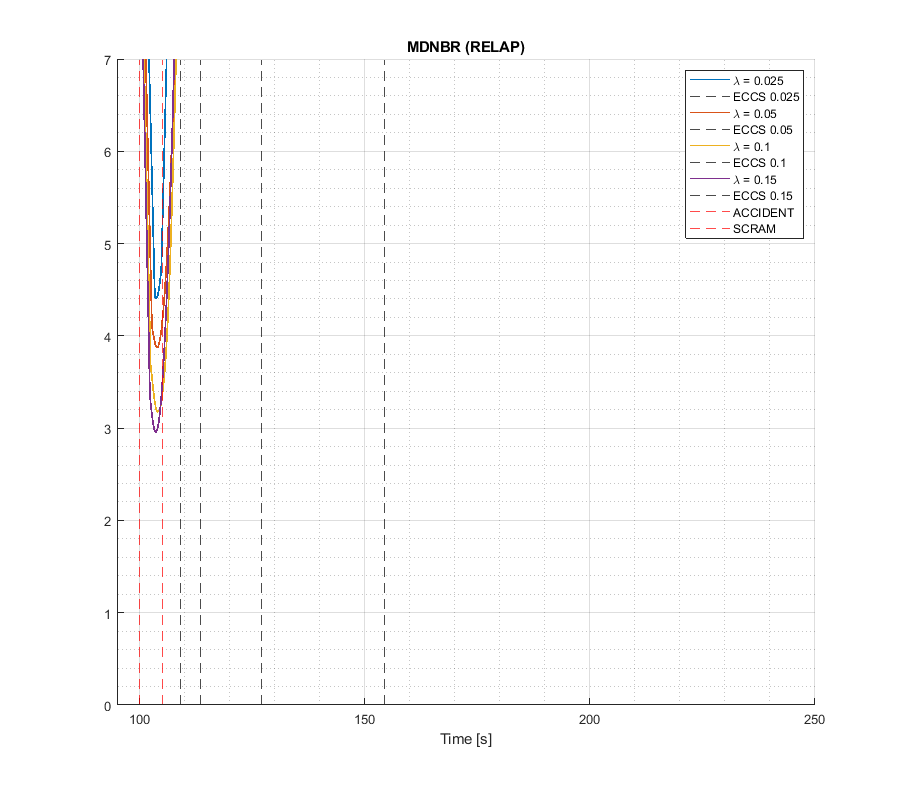 MDNBR (RELAP)
7
6
5
4
3
2
1
0
100
150
200
250
Time [s]
λ = 0.025
ECCS 0.025
λ = 0.05
ECCS 0.05
λ = 0.1
ECCS 0.1
λ = 0.15
ECCS 0.15
ACCIDENT
SCRAM